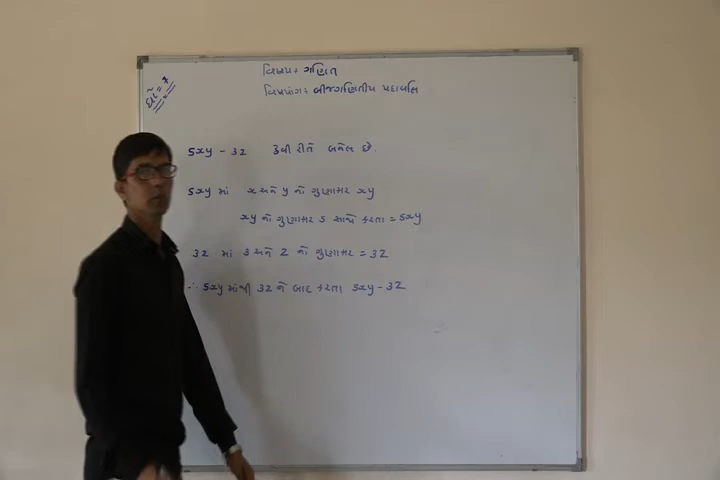 વિષય : ગણિત
વિષયાંગ : બીજગણિતીય પદાવલિ
5xy - 3z કેવી રીતે બનેલ છે.
5xy માં x અને y નો ગુણાકાર xy
xy નો ગુણાકાર 5 સાથે કરતા = 5xy
3z માં 3 અને z નો ગુણાકાર = 3z
∴ 5xy માંથી 3z ને બાદ કરતા 5xy - 3z